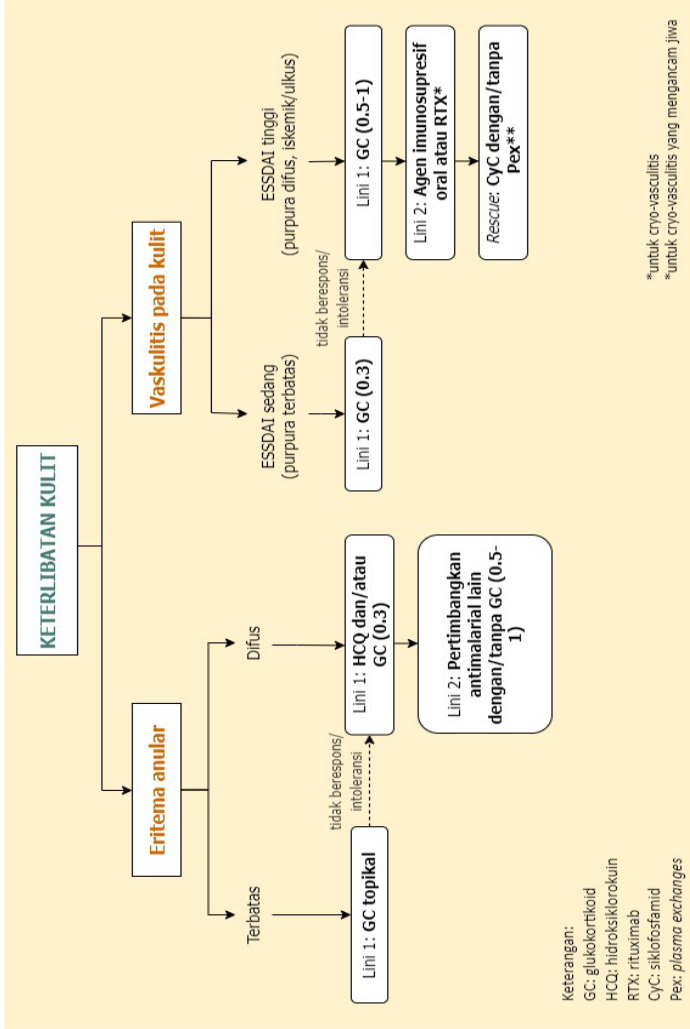 KETERLIBATAN KULIT
Eritema anular
Terbatas
Lini 1: GC topikal
tidak berespons/
intoleransi
Difus
Lini 1: HCQ dan/atau
GC (0.3)
Lini 2: Pertimbangkan
antimalarial lain
dengan/tanpa GC (0.5-
1)
Vaskulitis pada kulit
ESSDAI sedang
(purpura terbatas)
Lini 1: GC (0.3)
tidak berespons/
intoleransi
ESSDAI tinggi
(purpura difus, iskemik/ulkus)
Lini 1: GC (0.5-1)
Lini 2: Agen imunosupresif
oral atau RTX*
Rescue: CyC dengan/tanpa
Pex**
Keterangan:
GC: glukokortikoid
HCQ: hidroksiklorokuin
RTX: rituximab
CyC: siklofosfamid
Pex: plasma exchanges
*untuk cryo-vasculitis
*untuk cryo-vasculitis yang mengancam jiwa